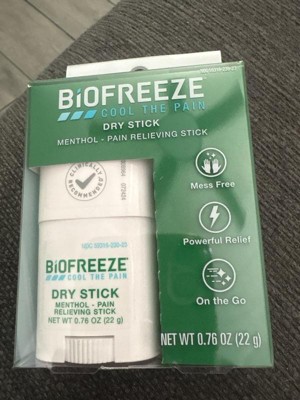 BIOFREEZE
COOL THE PAIN
DRY STICK
MENTHOL - PAIN RELIEVING STICK
CLINICALLY
RECOMMENDED
Mess Free
Powerful Relief
On the Go
BIOFREEZE
COOL THE PAIN
DRY STICK
MENTHOL - PAIN
RELIEVING STICK
NET WT 0.76 OZ (22 g)
NET WT 0.76 OZ (22 g)